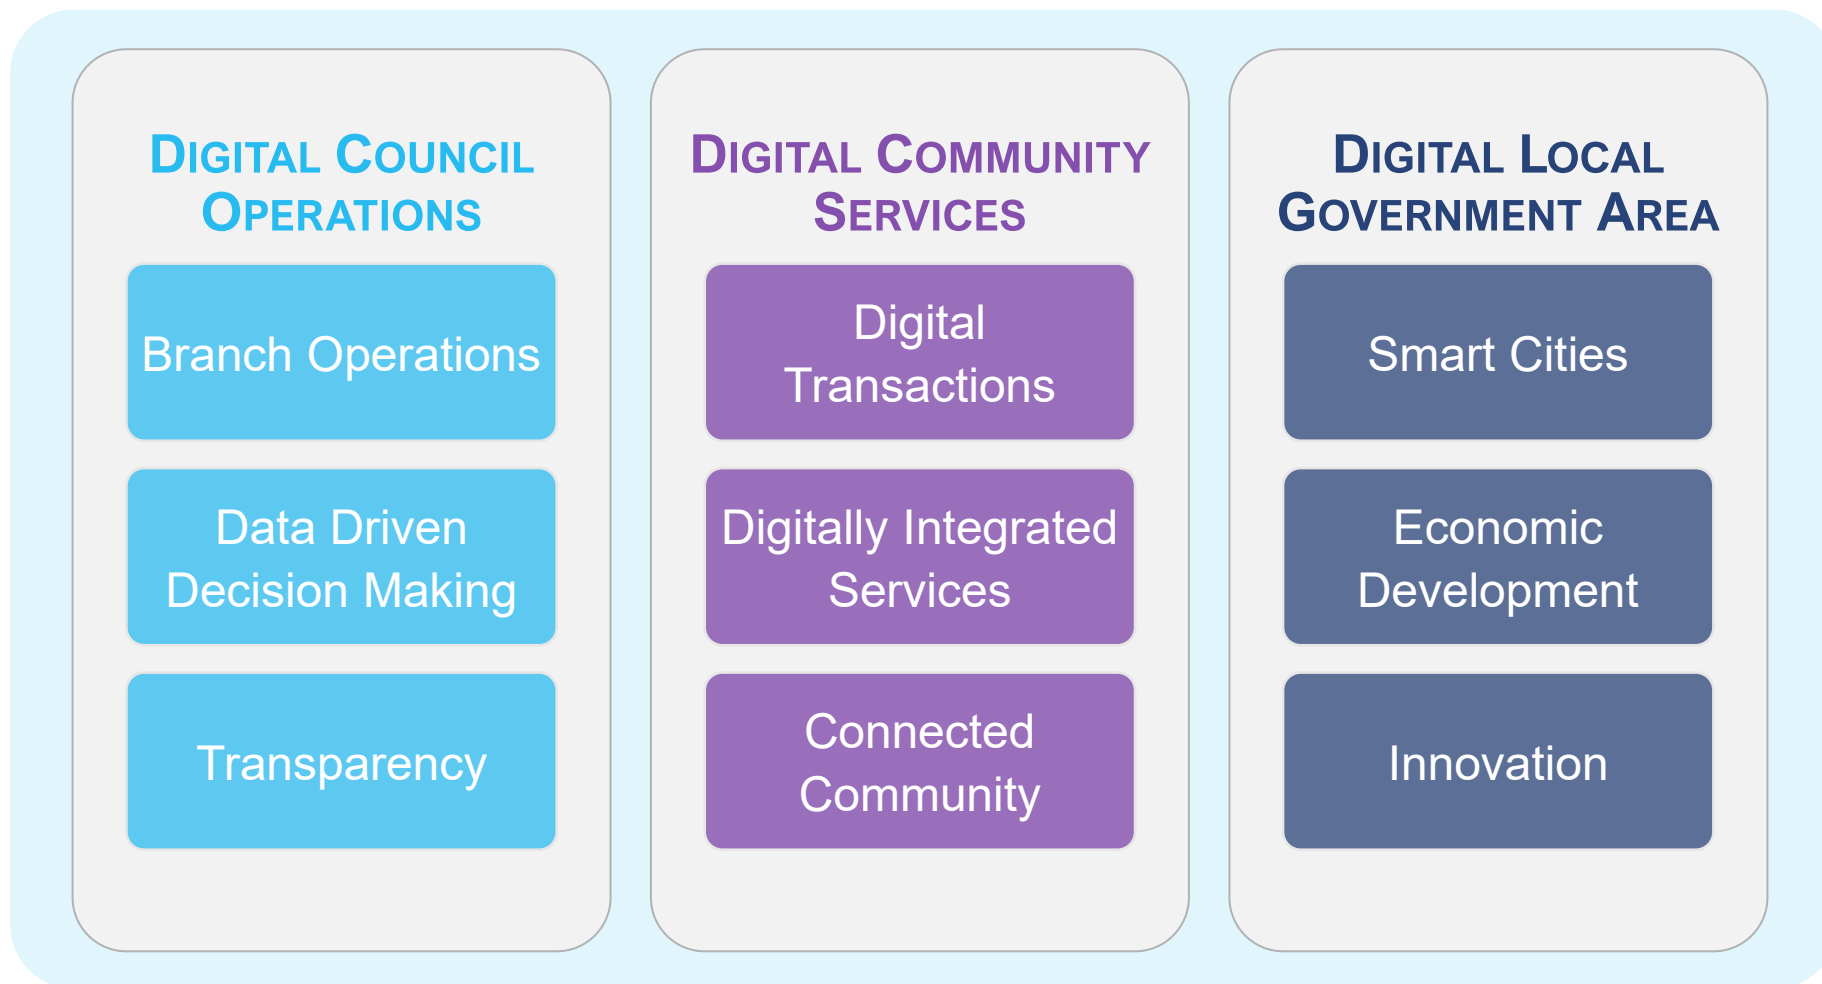 DIGITAL COUNCIL
OPERATIONS
Branch Operations
Data Driven
Decision Making
Transparency
DIGITAL COMMUNITY
SERVICES
Digital
Transactions
Digitally Integrated
Services
Connected
Community
DIGITAL LOCAL
GOVERNMENT AREA
Smart Cities
Economic
Development
Innovation